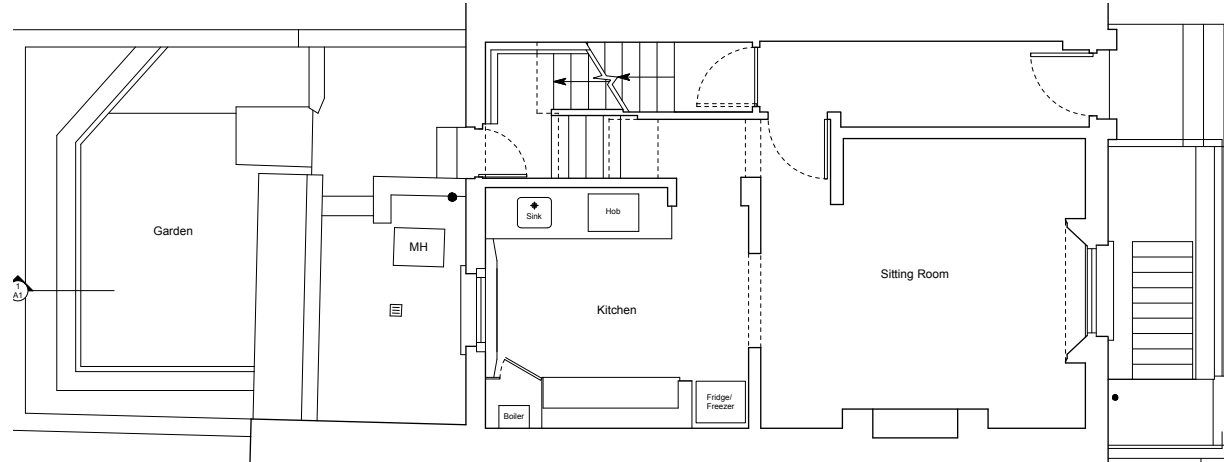 Garden
1
A1
MH
Sink
Hob
Kitchen
Boiler
Fridge/
Freezer
Sitting Room